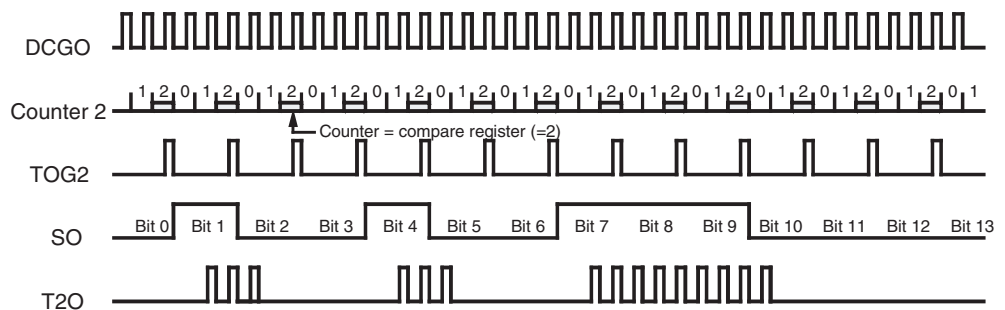 DCGO
Counter 2
1 2 0 1 2 0 1 2 0 1 2 0 1 2 0 1 2 0 1 2 0 1 2 0 1 2 0 1 2 0 1 2 0 1 2 0 1 2 0 1
Counter = compare register (=2)
TOG2
SO
Bit 0 Bit 1 Bit 2 Bit 3 Bit 4 Bit 5 Bit 6 Bit 7 Bit 8 Bit 9 Bit 10 Bit 11 Bit 12 Bit 13
T2O